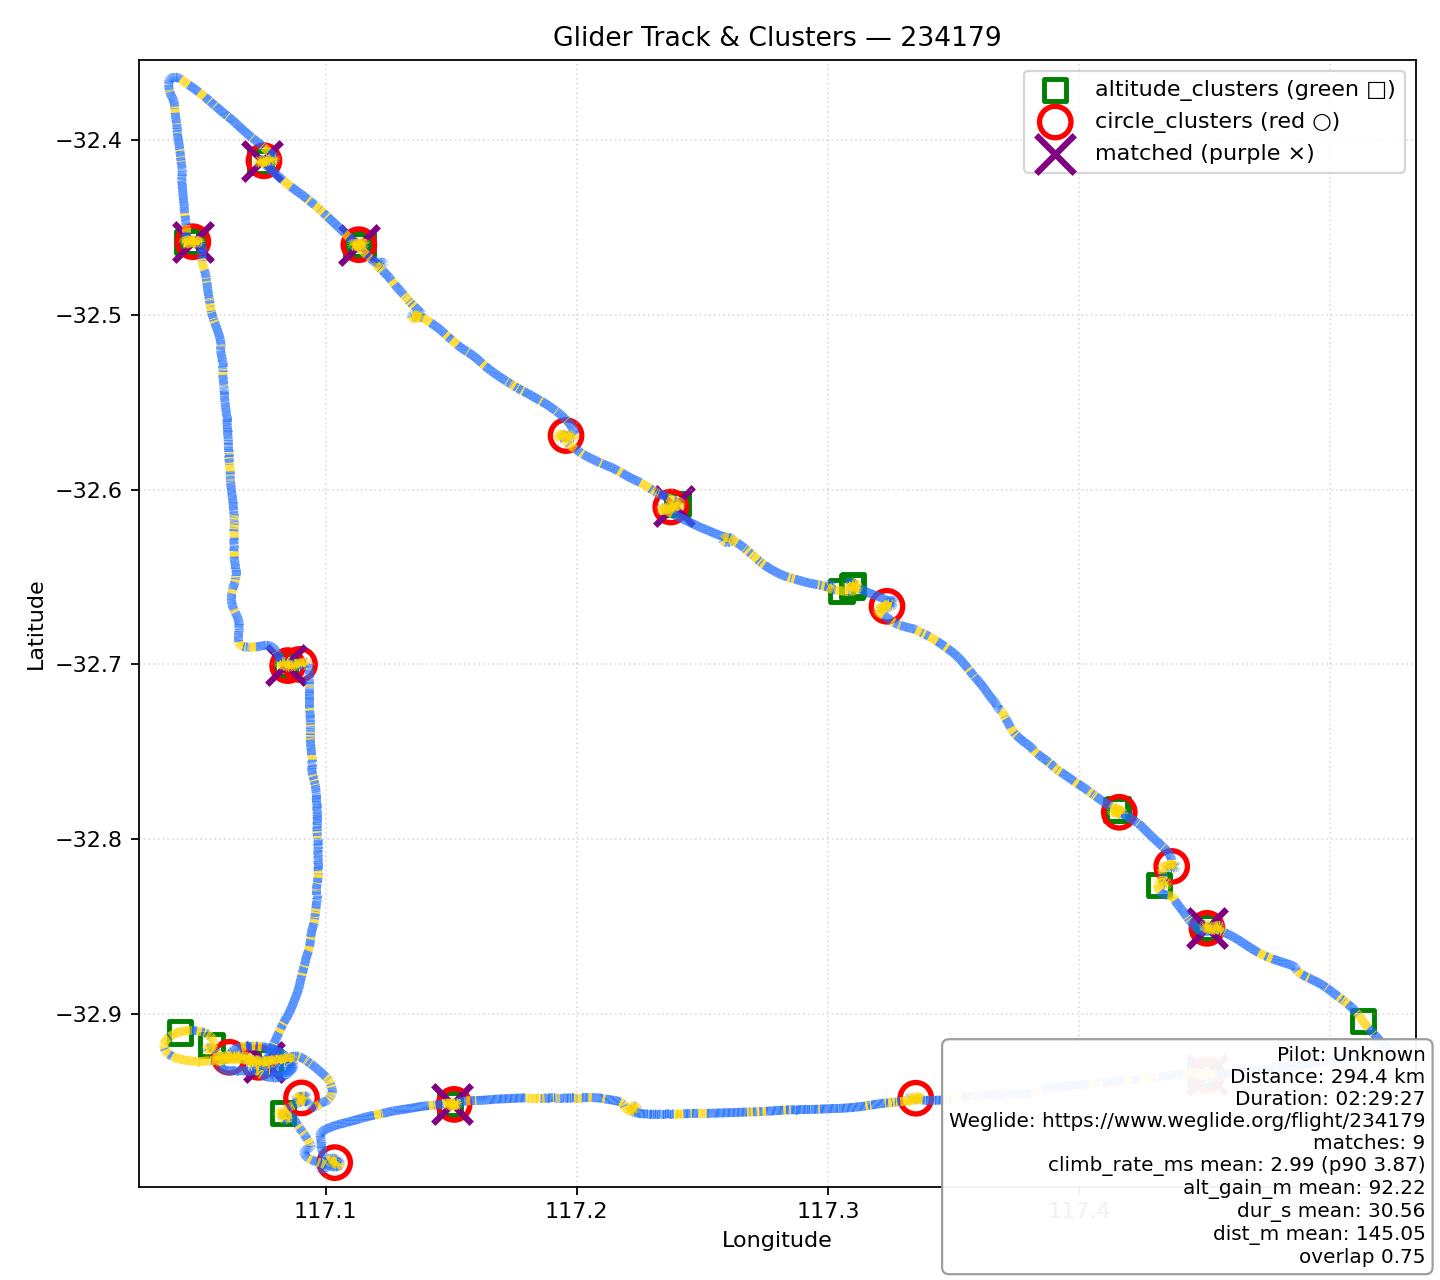 Glider Track & Clusters — 234179
altitude_clusters (green □)
circle_clusters (red ○)
matched (purple ×)
−32.4
−32.5
−32.6
−32.7
−32.8
−32.9
Latitude
117.1
117.2
117.3
117.4
Longitude
Pilot: Unknown
Distance: 294.4 km
Duration: 02:29:27
Weglide: https://www.weglide.org/flight/234179
matches: 9
climb_rate_ms mean: 2.99 (p90 3.87)
alt_gain_m mean: 92.22
dur_s mean: 30.56
dist_m mean: 145.05
overlap 0.75